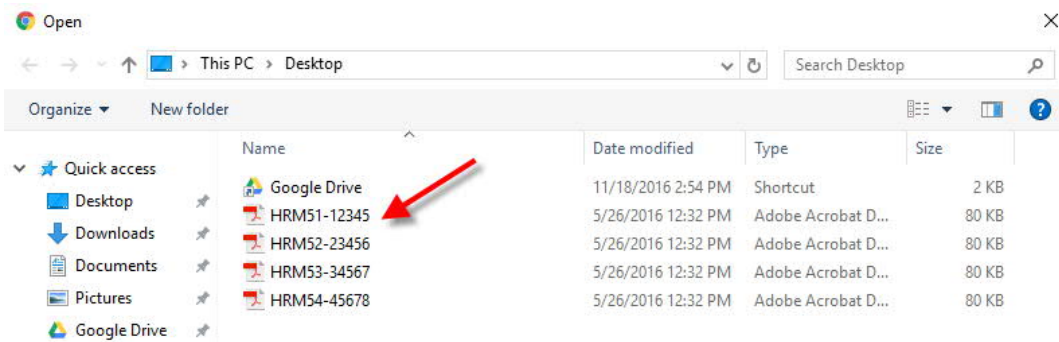 Open
This PC > Desktop
Search Desktop
Organize
New folder
Name Date modified Type Size
Quick access
Desktop
Downloads
Documents
Pictures
Google Drive
Google Drive 11/18/2016 2:54 PM Shortcut 2 KB
HRM51-12345 5/26/2016 12:32 PM Adobe Acrobat D... 80 KB
HRM52-23456 5/26/2016 12:32 PM Adobe Acrobat D... 80 KB
HRM53-34567 5/26/2016 12:32 PM Adobe Acrobat D... 80 KB
HRM54-45678 5/26/2016 12:32 PM Adobe Acrobat D... 80 KB